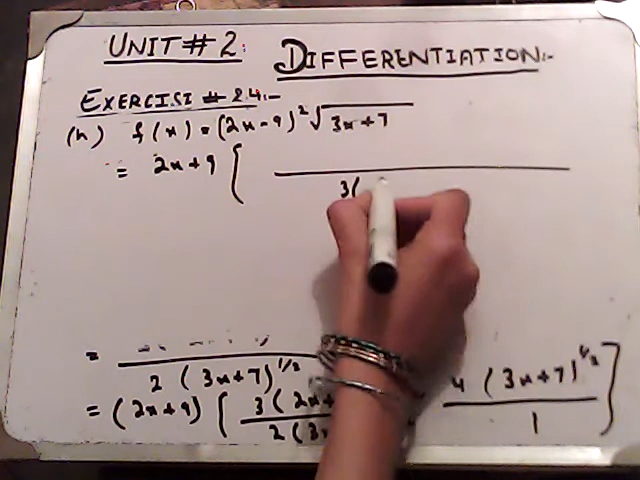 UNIT # 2: DIFFERENTIATION:-
EXERCISE # 2.4:-
(h) f(x) = (2x-9)² √3x+7
= 2x+9 [
3(
=
2 (3x+7)^1/2
= (2x+9) [ 3(2x+ 4 (3x+7)^1/2 ]
2(3x 1